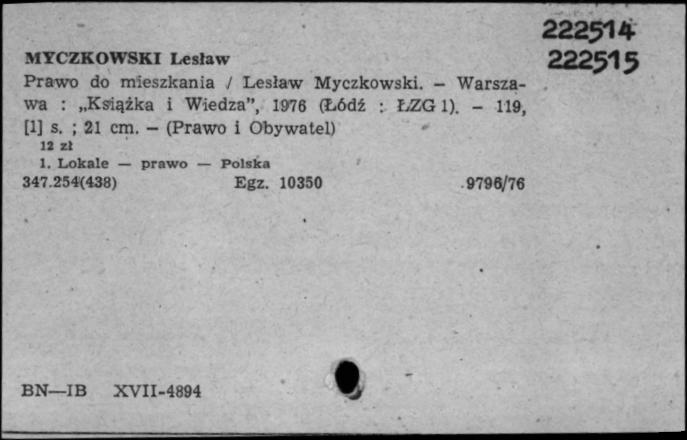 222514
222515
MYCZKOWSKI Lesław
Prawo do mieszkania / Lesław Myczkowski. — Warsza-
wa : „Książka i Wiedza”, 1976 (Łódź : ŁZG 1). — 119,
[1] s. ; 21 cm. — (Prawo i Obywatel)
12 zł
1. Lokale — prawo — Polska
347.254(438) Egz. 10350 9796/76
BN—IB XVII-4894